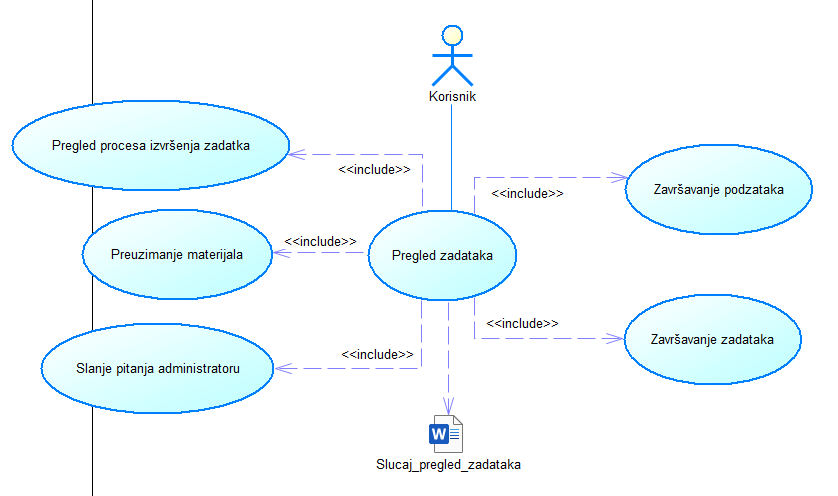 Korisnik
Pregled procesa izvršenja zadatka
<<include>>
<<include>>
Završavanje podzataka
Preuzimanje materijala
<<include>>
Pregled zadataka
<<include>>
Završavanje zadataka
Slanje pitanja administratoru
<<include>>
W
Slucaj_pregled_zadataka